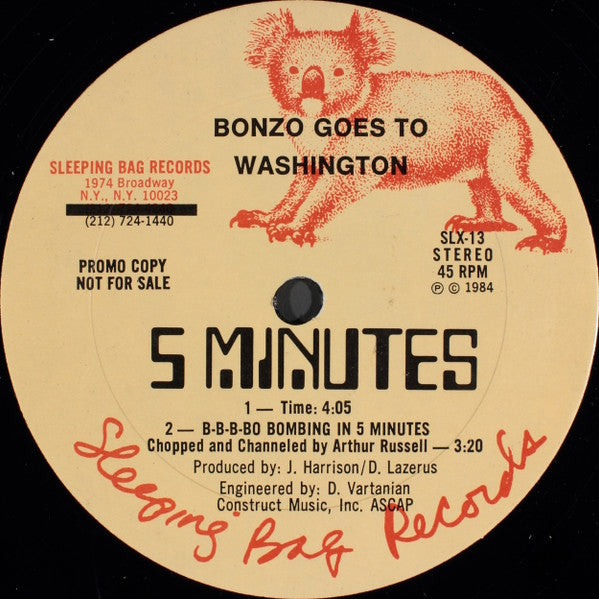 BONZO GOES TO
WASHINGTON
SLEEPING BAG RECORDS
1974 Broadway
N.Y., N.Y. 10023
(212) 724-1440
PROMO COPY
NOT FOR SALE
SLX-13
STEREO
45 RPM
Ⓟ © 1984
5 MINUTES
1 — Time: 4:05
2 — B-B-B-BO BOMBING IN 5 MINUTES
Chopped and Channeled by Arthur Russell — 3:20
Produced by: J. Harrison/D. Lazerus
Engineered by: D. Vartanian
Construct Music, Inc. ASCAP
Sleeping Bag Records